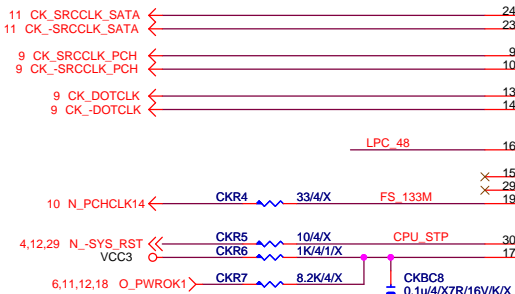 11 CK_SRCCLK_SATA 24
11 CK_-SRCCLK_SATA 23
9 CK_SRCCLK_PCH 9
9 CK_-SRCCLK_PCH 10
9 CK_DOTCLK 13
9 CK_-DOTCLK 14
LPC_48 16
15
29
10 N_PCHCLK14 CKR4 33/4/X FS_133M 19
4,12,29 N_-SYS_RST CKR5 10/4/X CPU_STP 30
VCC3 CKR6 1K/4/1/X 17
6,11,12,18 O_PWROK1 CKR7 8.2K/4/X CKBC8
0.1u/4/X7R/16V/K/X